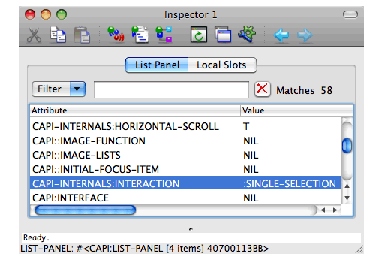 Inspector 1
List Panel Local Slots
Filter Matches 58
Attribute Value
CAPI-INTERNALS:HORIZONTAL-SCROLL T
CAPI::IMAGE-FUNCTION NIL
CAPI::IMAGE-LISTS NIL
CAPI::INITIAL-FOCUS-ITEM NIL
CAPI-INTERNALS:INTERACTION :SINGLE-SELECTION
CAPI:INTERFACE NIL
Ready.
LIST-PANEL: #<CAPI:LIST-PANEL [4 items] 407001133B>